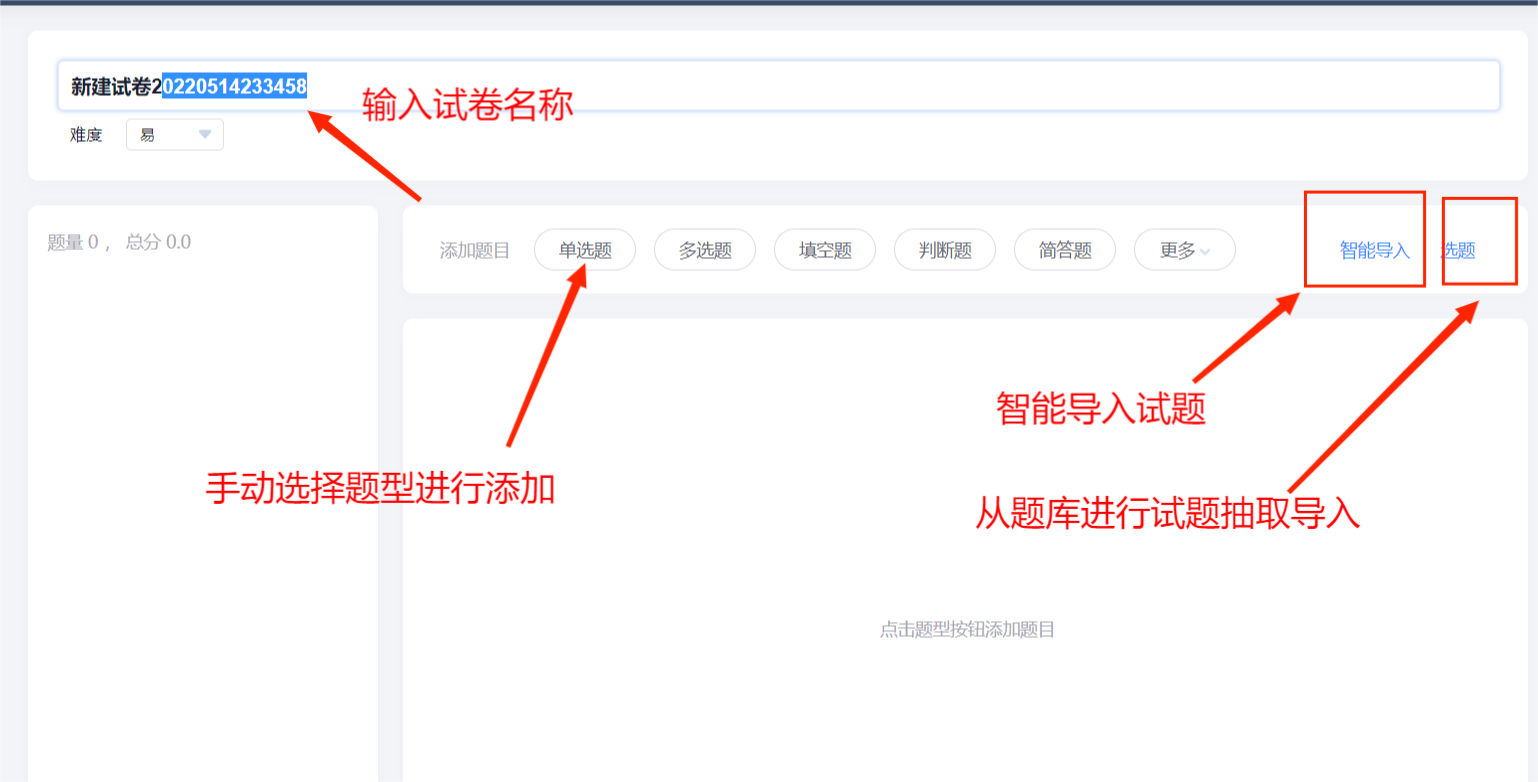 新建试卷20220514233458
输入试卷名称
难度 易
题量 0 ， 总分 0.0
添加题目 单选题 多选题 填空题 判断题 简答题 更多 智能导入 选题
智能导入试题
手动选择题型进行添加
从题库进行试题抽取导入
点击题型按钮添加题目